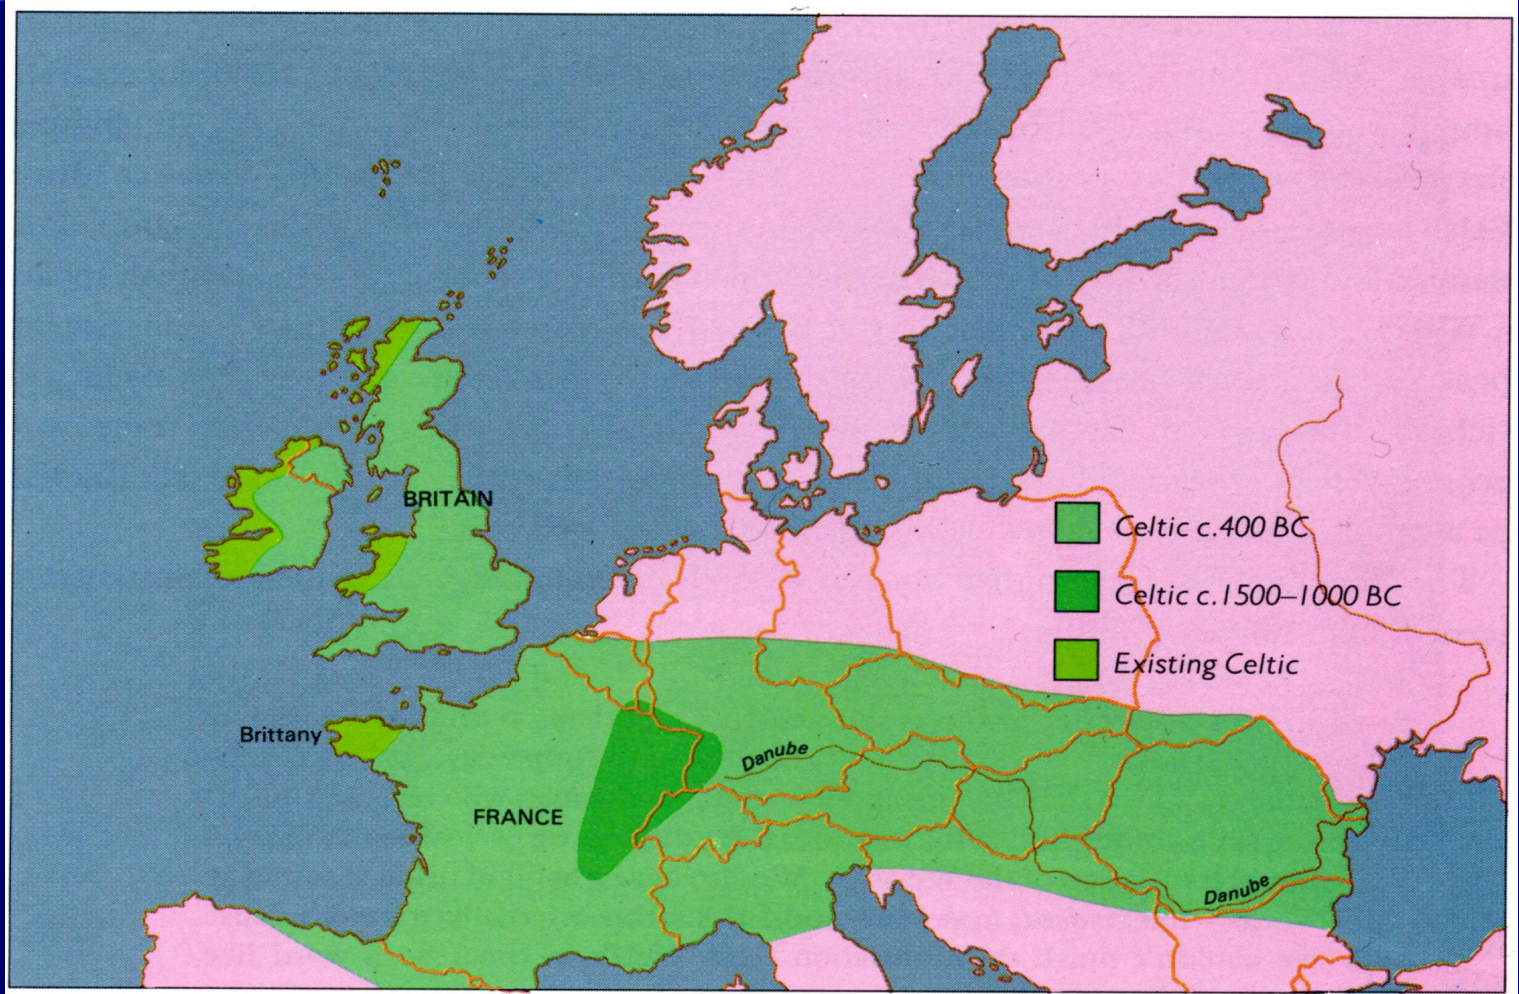 BRITAIN
Celtic c.400 BC
Celtic c.1500–1000 BC
Existing Celtic
Brittany
Danube
FRANCE
Danube